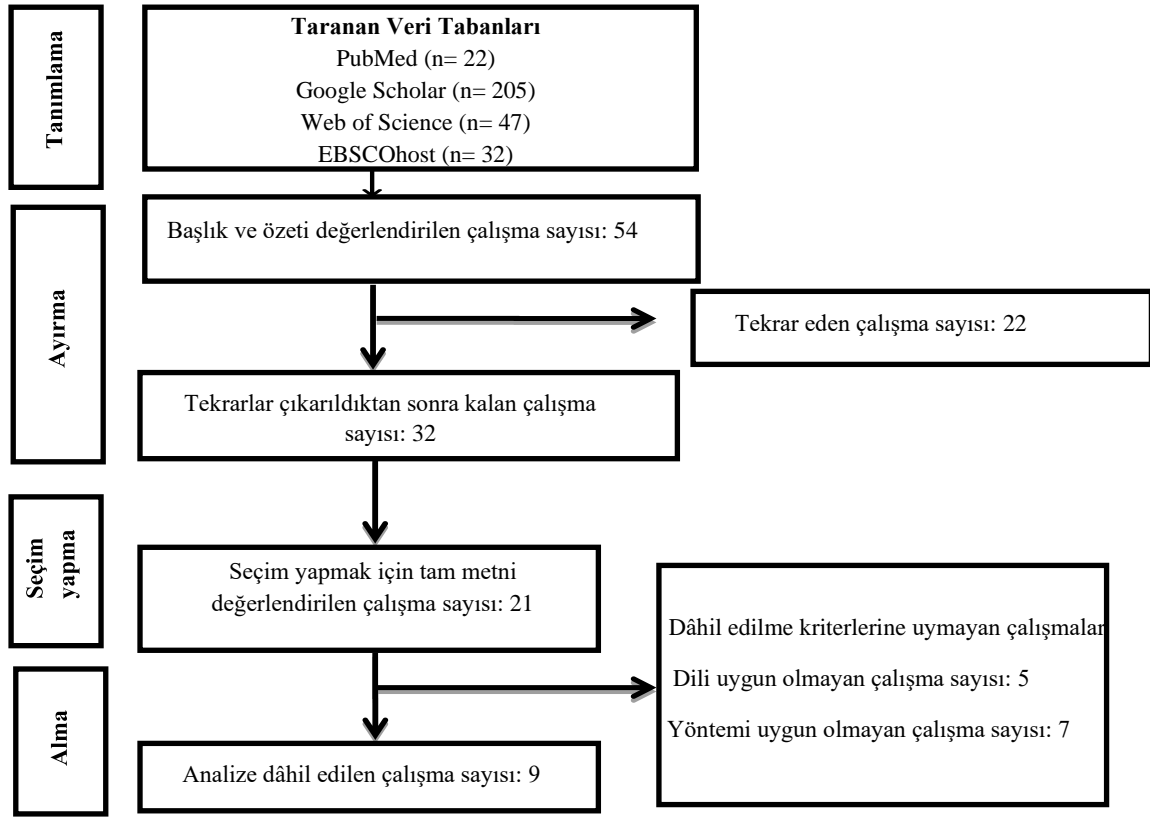 Tanımlama
Taranan Veri Tabanları
PubMed (n= 22)
Google Scholar (n= 205)
Web of Science (n= 47)
EBSCOhost (n= 32)
Ayırma
Başlık ve özeti değerlendirilen çalışma sayısı: 54
Tekrar eden çalışma sayısı: 22
Tekrarlar çıkarıldıktan sonra kalan çalışma
sayısı: 32
Seçim
yapma
Seçim yapmak için tam metni
değerlendirilen çalışma sayısı: 21
Dâhil edilme kriterlerine uymayan çalışmalar
Dili uygun olmayan çalışma sayısı: 5
Yöntemi uygun olmayan çalışma sayısı: 7
Alma
Analize dâhil edilen çalışma sayısı: 9